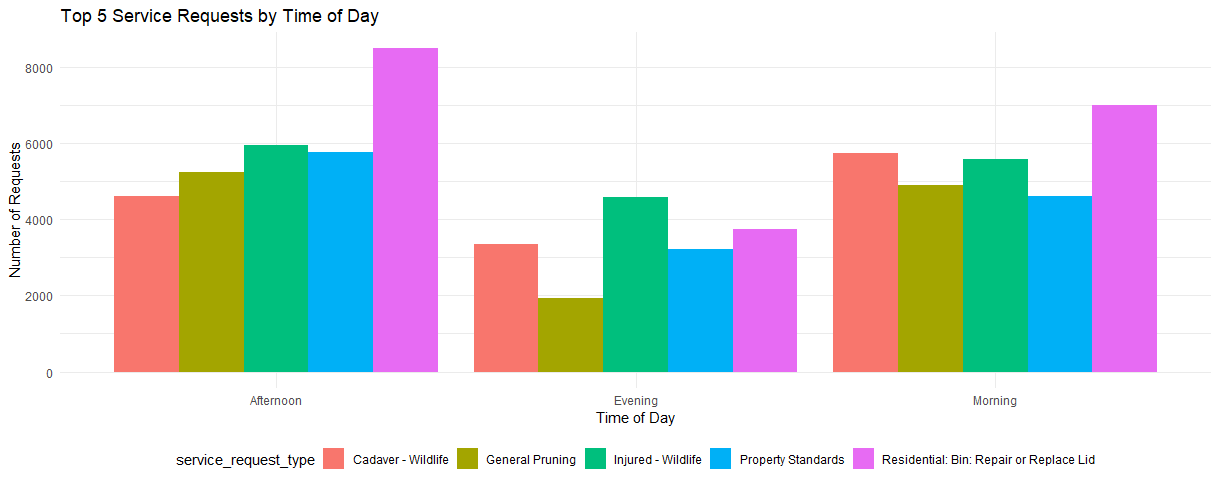 Top 5 Service Requests by Time of Day
Number of Requests
8000
6000
4000
2000
0
Afternoon Evening Morning
Time of Day
service_request_type Cadaver - Wildlife General Pruning Injured - Wildlife Property Standards Residential: Bin: Repair or Replace Lid